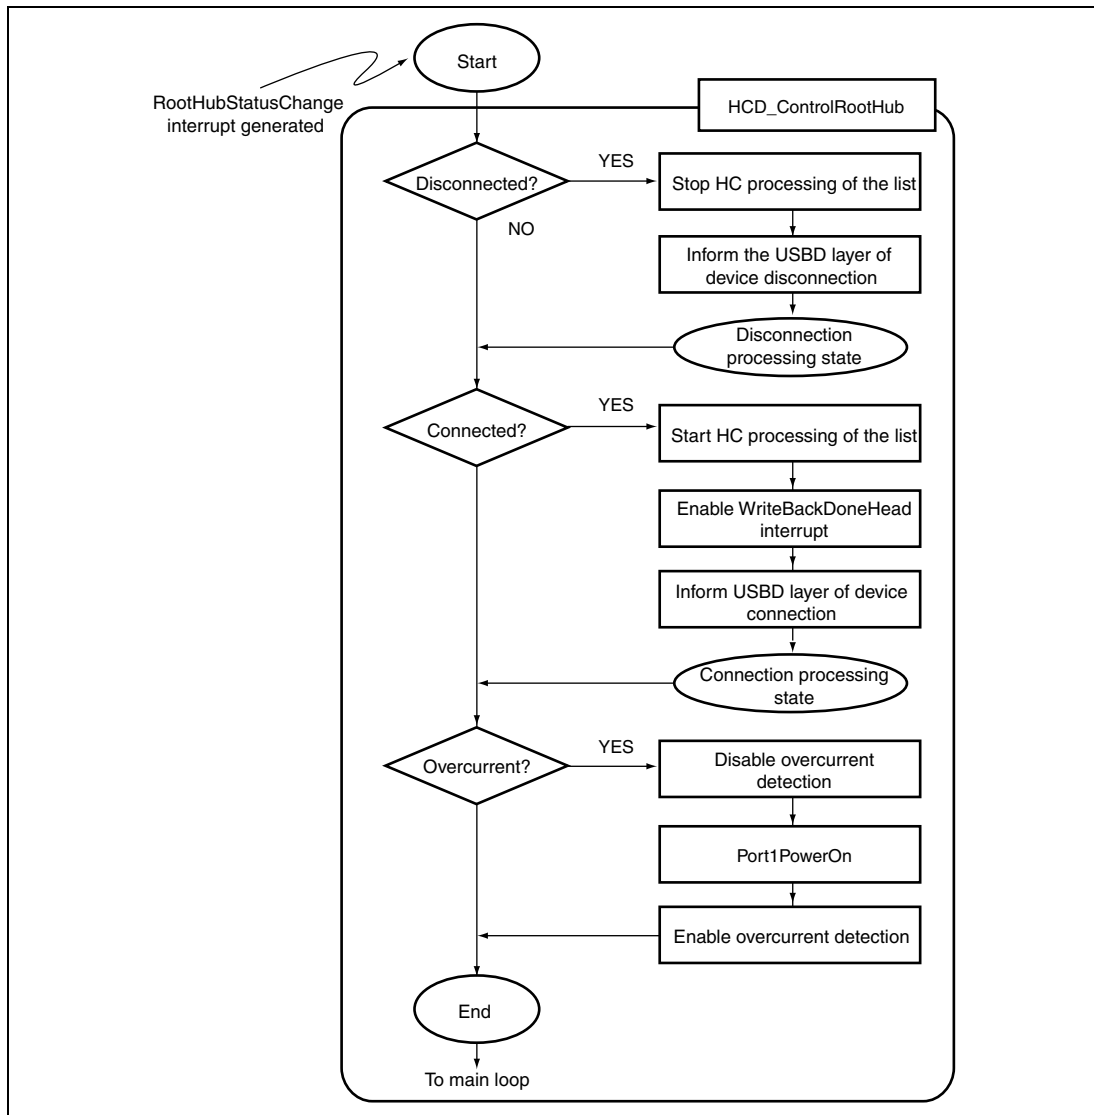 Start
RootHubStatusChange
interrupt generated
HCD_ControlRootHub
Disconnected?
YES
Stop HC processing of the list
NO
Inform the USBD layer of
device disconnection
Disconnection
processing state
Connected?
YES
Start HC processing of the list
Enable WriteBackDoneHead
interrupt
Inform USBD layer of device
connection
Connection processing
state
Overcurrent?
YES
Disable overcurrent
detection
Port1PowerOn
Enable overcurrent detection
End
To main loop